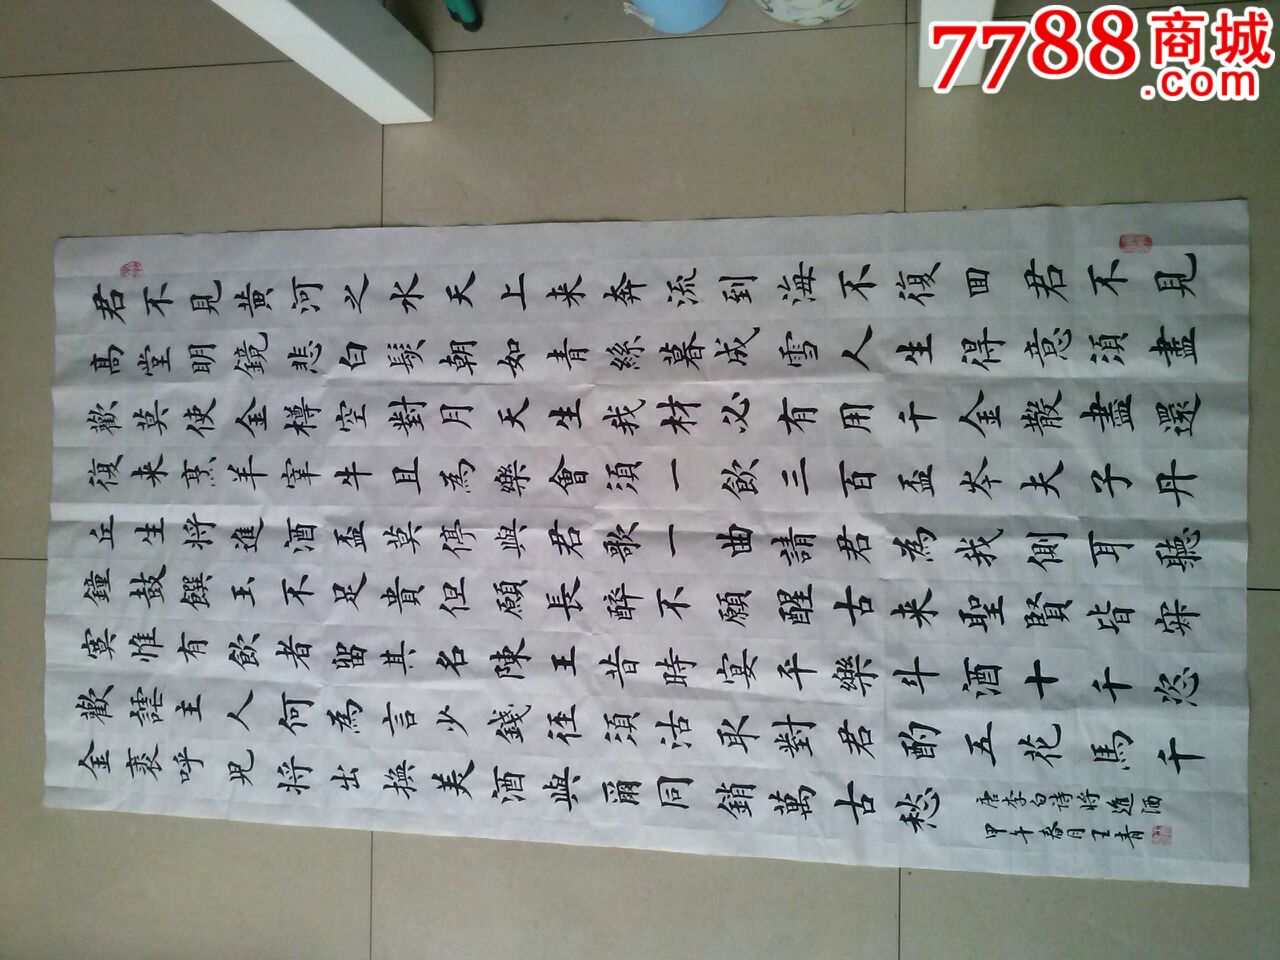 君不見黃河之水天上来奔流到海不復回君不見
高堂明鏡悲白髮朝如青絲暮成雪人生得意須盡
歡莫使金樽空對月天生我材必有用千金散盡還
復来烹羊宰牛且為樂會須一飲三百盃岑夫子丹
丘生将進酒盃莫停與君歌一曲請君為我側耳聽
鐘鼓饌玉不足貴但願長醉不願醒古来聖賢皆寂
寞惟有飲者留其名陳王昔時宴平樂斗酒十千恣
歡謔主人何為言少錢徑須沽取對君酌五花馬千
金裘呼兒将出換美酒與爾同銷萬古愁
唐李白诗將進酒
甲午春月王青
7788商城
.com